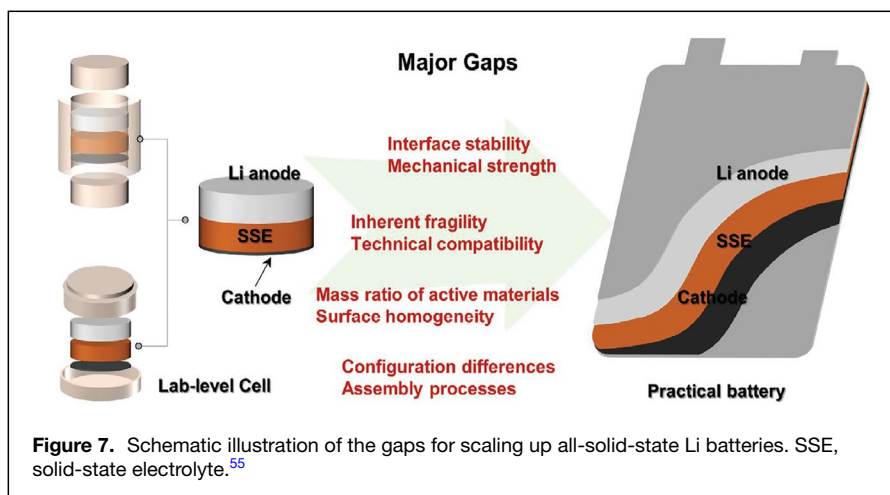 Major Gaps
Interface stability
Mechanical strength
Li anode
SSE
Cathode
Inherent fragility
Technical compatibility
Mass ratio of active materials
Surface homogeneity
Configuration differences
Assembly processes
Lab-level Cell
Li anode
SSE
Cathode
Practical battery
Figure 7. Schematic illustration of the gaps for scaling up all-solid-state Li batteries. SSE,
solid-state electrolyte.55